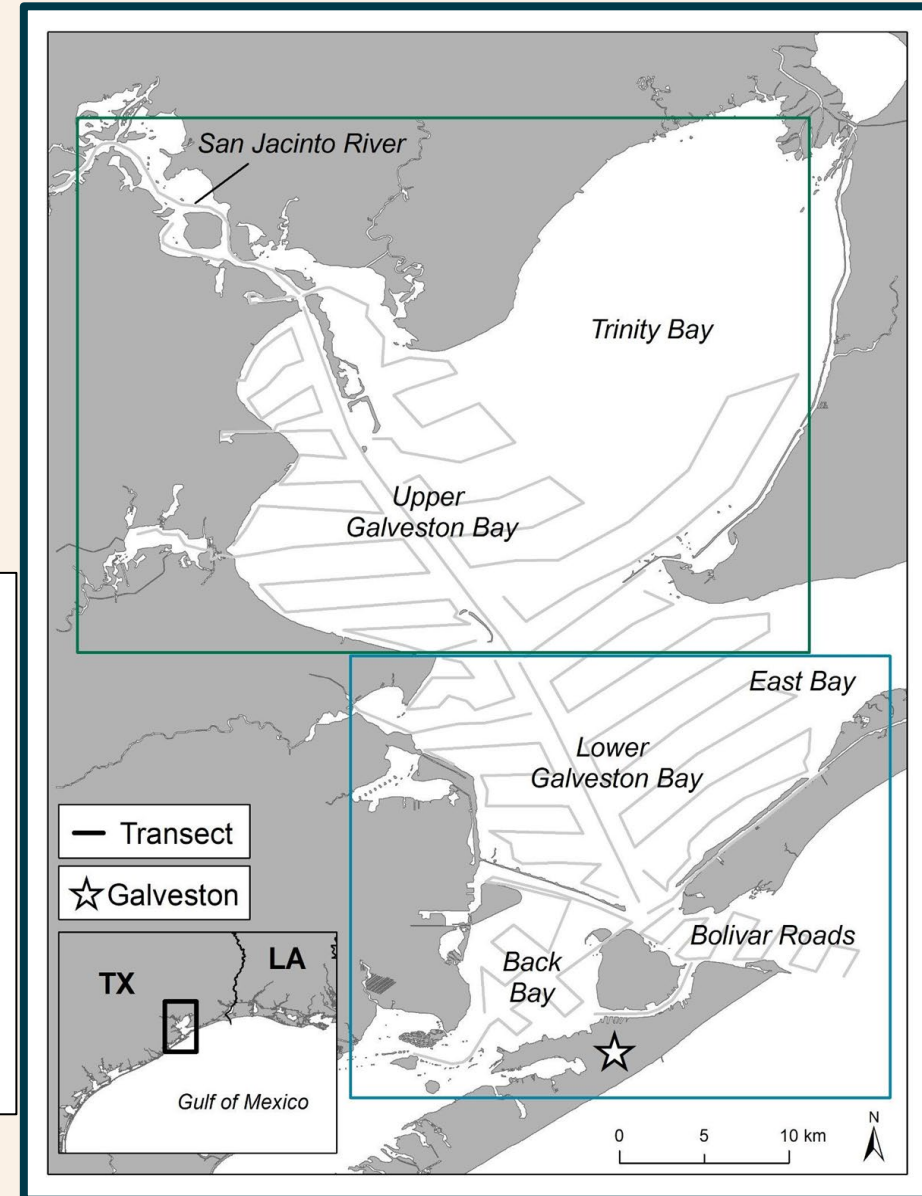 San Jacinto River
Trinity Bay
Upper
Galveston Bay
East Bay
Lower
Galveston Bay
Transect
Galveston
Bolivar Roads
Back
Bay
TX
LA
Gulf of Mexico
0 5 10 km
N